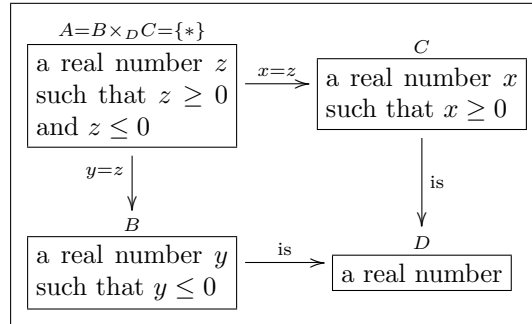 A=B×_D C={*}
C
a real number z
such that z ≥ 0
and z ≤ 0
x=z
a real number x
such that x ≥ 0
y=z
is
B
D
a real number y
such that y ≤ 0
is
a real number